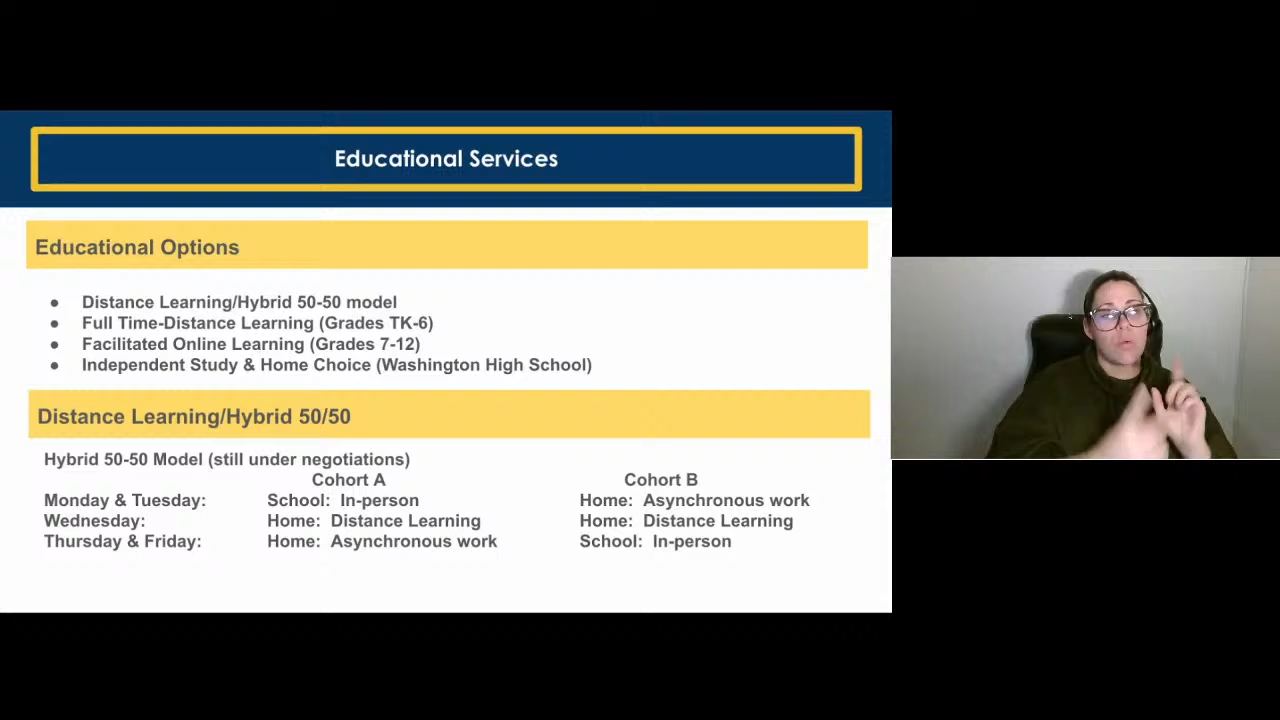 Educational Services
Educational Options
● Distance Learning/Hybrid 50-50 model
● Full Time-Distance Learning (Grades TK-6)
● Facilitated Online Learning (Grades 7-12)
● Independent Study & Home Choice (Washington High School)
Distance Learning/Hybrid 50/50
Hybrid 50-50 Model (still under negotiations)
Cohort A Cohort B
Monday & Tuesday: School: In-person Home: Asynchronous work
Wednesday: Home: Distance Learning Home: Distance Learning
Thursday & Friday: Home: Asynchronous work School: In-person